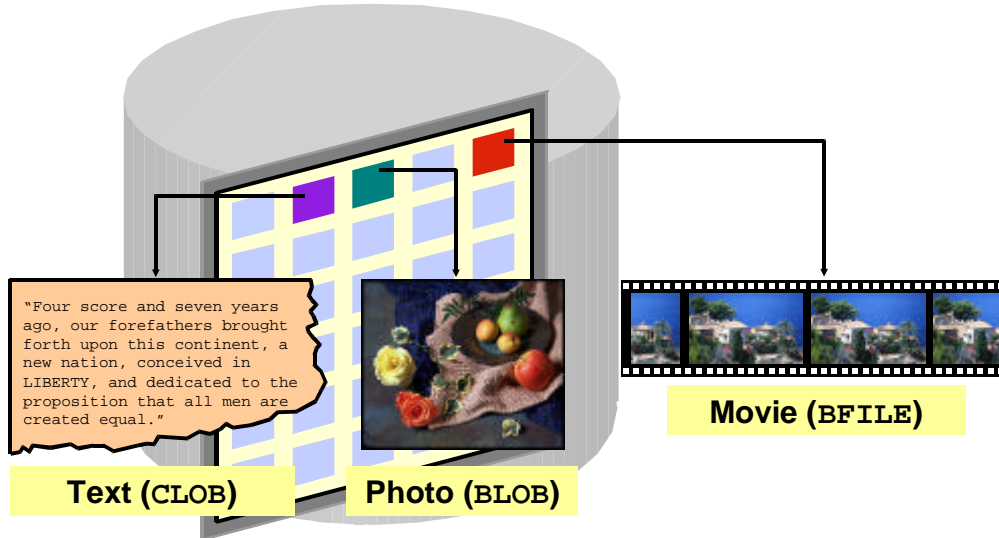 “Four score and seven years
ago, our forefathers brought
forth upon this continent, a
new nation, conceived in
LIBERTY, and dedicated to the
proposition that all men are
created equal.”
Text (CLOB)
Photo (BLOB)
Movie (BFILE)